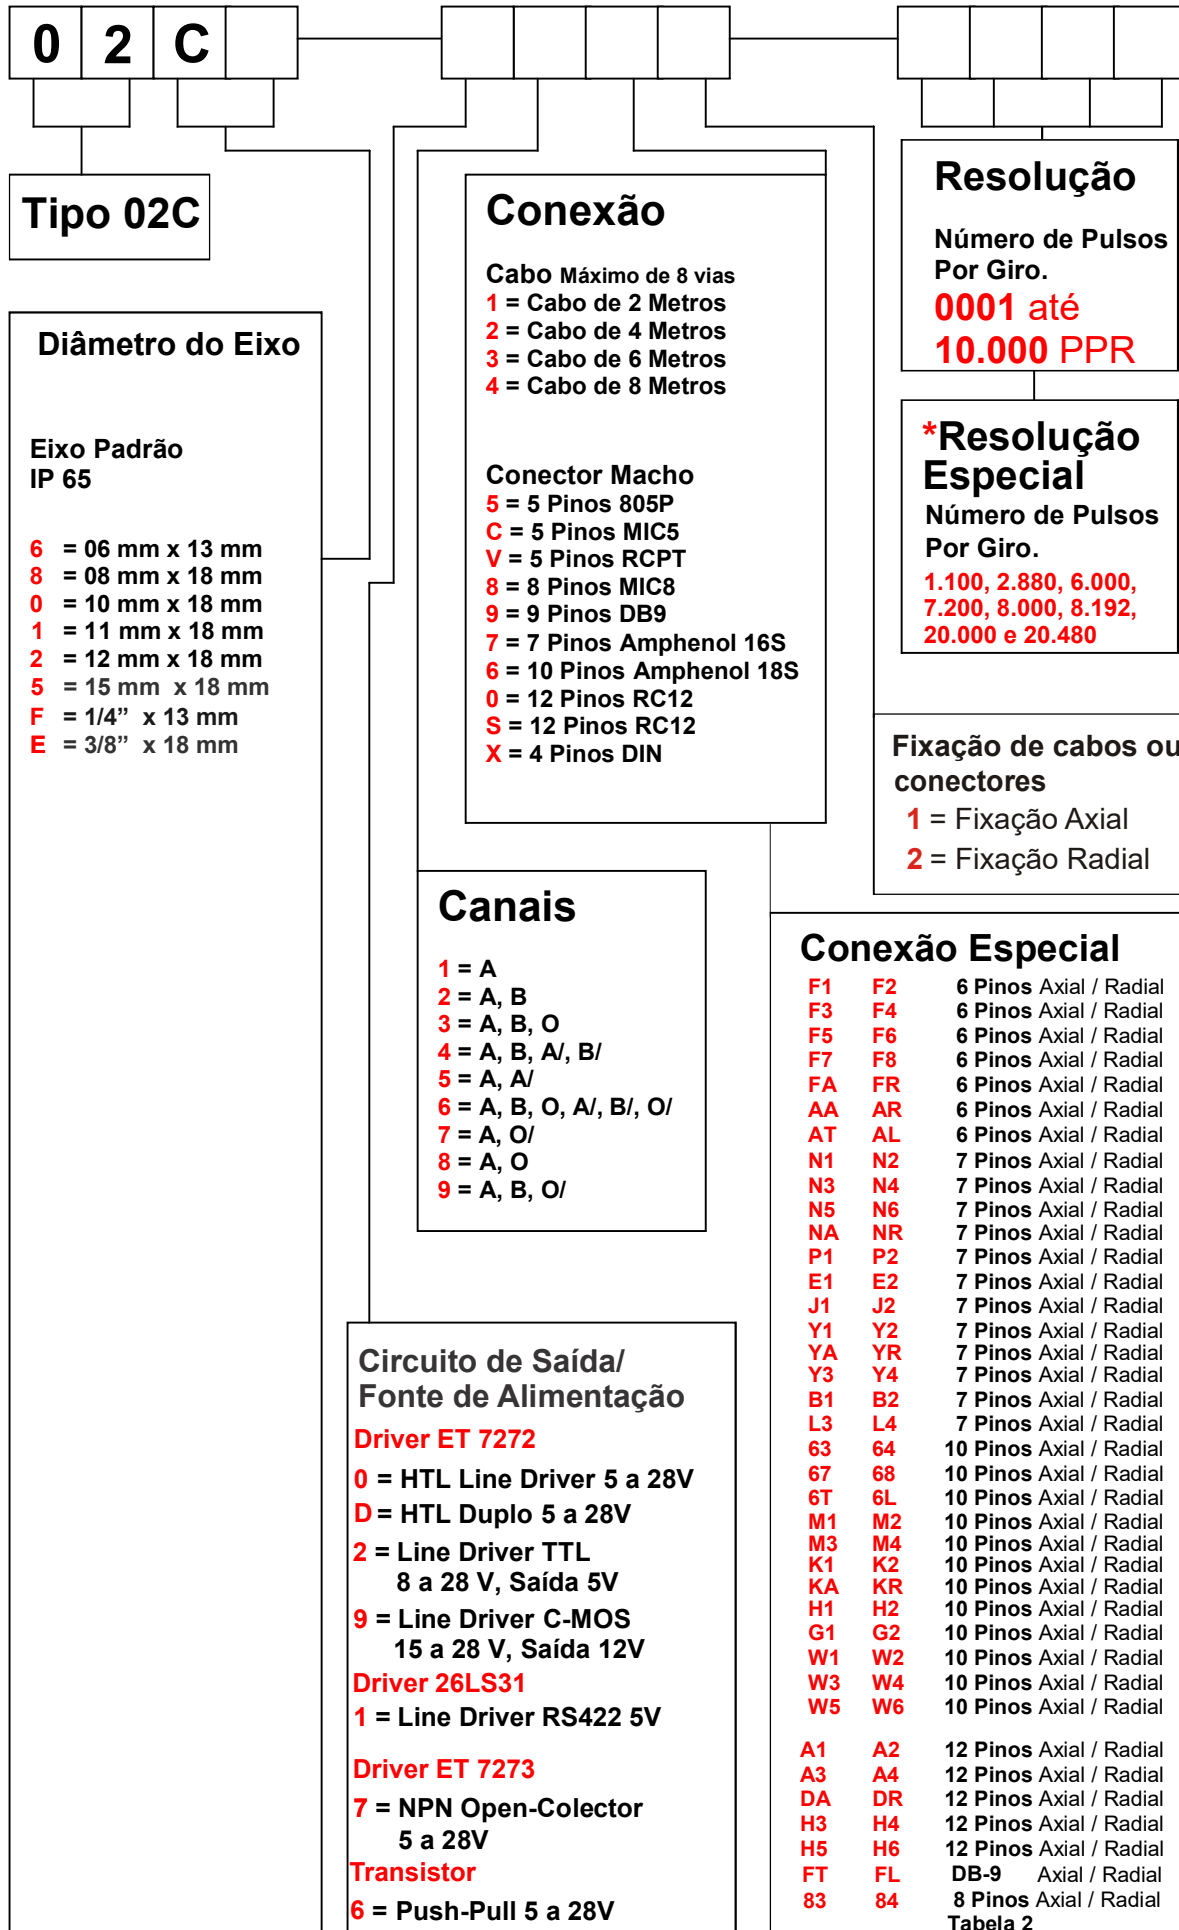 0 2 C
Tipo 02C
Diâmetro do Eixo
Eixo Padrão
IP 65
6 = 06 mm x 13 mm
8 = 08 mm x 18 mm
0 = 10 mm x 18 mm
1 = 11 mm x 18 mm
2 = 12 mm x 18 mm
5 = 15 mm x 18 mm
F = 1/4” x 13 mm
E = 3/8” x 18 mm
Conexão
Cabo Máximo de 8 vias
1 = Cabo de 2 Metros
2 = Cabo de 4 Metros
3 = Cabo de 6 Metros
4 = Cabo de 8 Metros
Conector Macho
5 = 5 Pinos 805P
C = 5 Pinos MIC5
V = 5 Pinos RCPT
8 = 8 Pinos MIC8
9 = 9 Pinos DB9
7 = 7 Pinos Amphenol 16S
6 = 10 Pinos Amphenol 18S
0 = 12 Pinos RC12
S = 12 Pinos RC12
X = 4 Pinos DIN
Canais
1 = A
2 = A, B
3 = A, B, O
4 = A, B, A/, B/
5 = A, A/
6 = A, B, O, A/, B/, O/
7 = A, O/
8 = A, O
9 = A, B, O/
Circuito de Saída/
Fonte de Alimentação
Driver ET 7272
0 = HTL Line Driver 5 a 28V
D = HTL Duplo 5 a 28V
2 = Line Driver TTL
8 a 28 V, Saída 5V
9 = Line Driver C-MOS
15 a 28 V, Saída 12V
Driver 26LS31
1 = Line Driver RS422 5V
Driver ET 7273
7 = NPN Open-Colector
5 a 28V
Transistor
6 = Push-Pull 5 a 28V
Resolução
Número de Pulsos
Por Giro.
0001 até
10.000 PPR
*Resolução
Especial
Número de Pulsos
Por Giro.
1.100, 2.880, 6.000,
7.200, 8.000, 8.192,
20.000 e 20.480
Fixação de cabos ou
conectores
1 = Fixação Axial
2 = Fixação Radial
Conexão Especial
F1 F2 6 Pinos Axial / Radial
F3 F4 6 Pinos Axial / Radial
F5 F6 6 Pinos Axial / Radial
F7 F8 6 Pinos Axial / Radial
FA FR 6 Pinos Axial / Radial
AA AR 6 Pinos Axial / Radial
AT AL 6 Pinos Axial / Radial
N1 N2 7 Pinos Axial / Radial
N3 N4 7 Pinos Axial / Radial
N5 N6 7 Pinos Axial / Radial
NA NR 7 Pinos Axial / Radial
P1 P2 7 Pinos Axial / Radial
E1 E2 7 Pinos Axial / Radial
J1 J2 7 Pinos Axial / Radial
Y1 Y2 7 Pinos Axial / Radial
YA YR 7 Pinos Axial / Radial
Y3 Y4 7 Pinos Axial / Radial
B1 B2 7 Pinos Axial / Radial
L3 L4 7 Pinos Axial / Radial
63 64 10 Pinos Axial / Radial
67 68 10 Pinos Axial / Radial
6T 6L 10 Pinos Axial / Radial
M1 M2 10 Pinos Axial / Radial
M3 M4 10 Pinos Axial / Radial
K1 K2 10 Pinos Axial / Radial
KA KR 10 Pinos Axial / Radial
H1 H2 10 Pinos Axial / Radial
G1 G2 10 Pinos Axial / Radial
W1 W2 10 Pinos Axial / Radial
W3 W4 10 Pinos Axial / Radial
W5 W6 10 Pinos Axial / Radial
A1 A2 12 Pinos Axial / Radial
A3 A4 12 Pinos Axial / Radial
DA DR 12 Pinos Axial / Radial
H3 H4 12 Pinos Axial / Radial
H5 H6 12 Pinos Axial / Radial
FT FL DB-9 Axial / Radial
83 84 8 Pinos Axial / Radial
Tabela 2